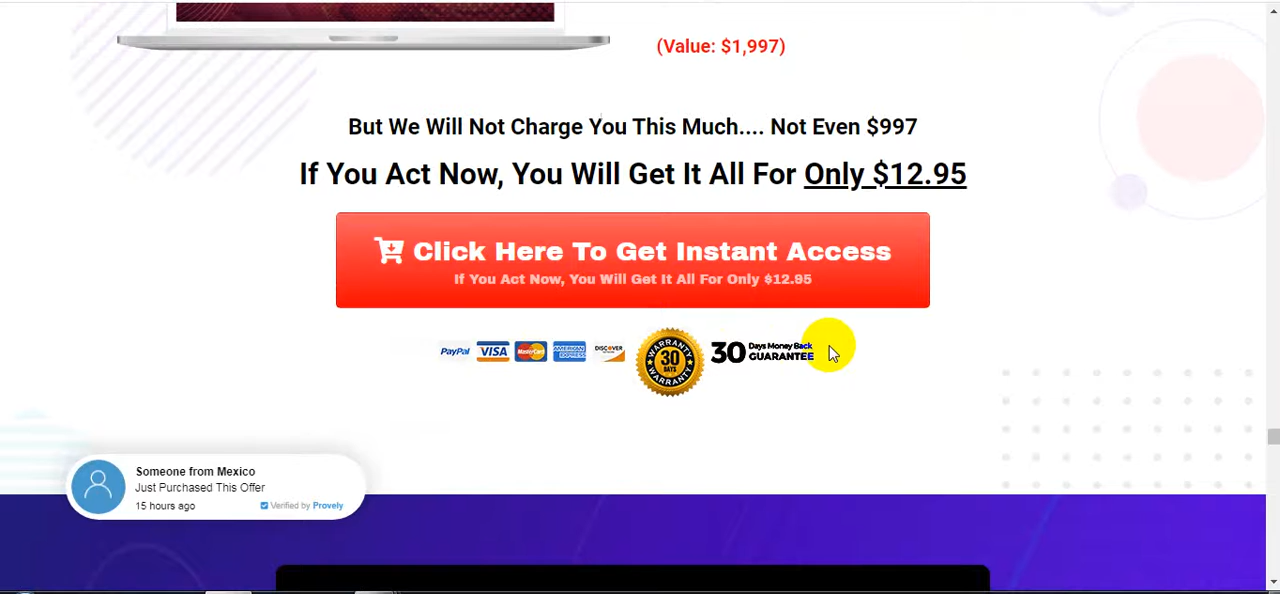 (Value: $1,997)
But We Will Not Charge You This Much.... Not Even $997
If You Act Now, You Will Get It All For Only $12.95
Click Here To Get Instant Access
If You Act Now, You Will Get It All For Only $12.95
PayPal VISA MasterCard AMERICAN EXPRESS DISCOVER
WARRANTY
30
DAYS
WARRANTY
30 Days Money Back
GUARANTEE
Someone from Mexico
Just Purchased This Offer
15 hours ago
Verified by Provely